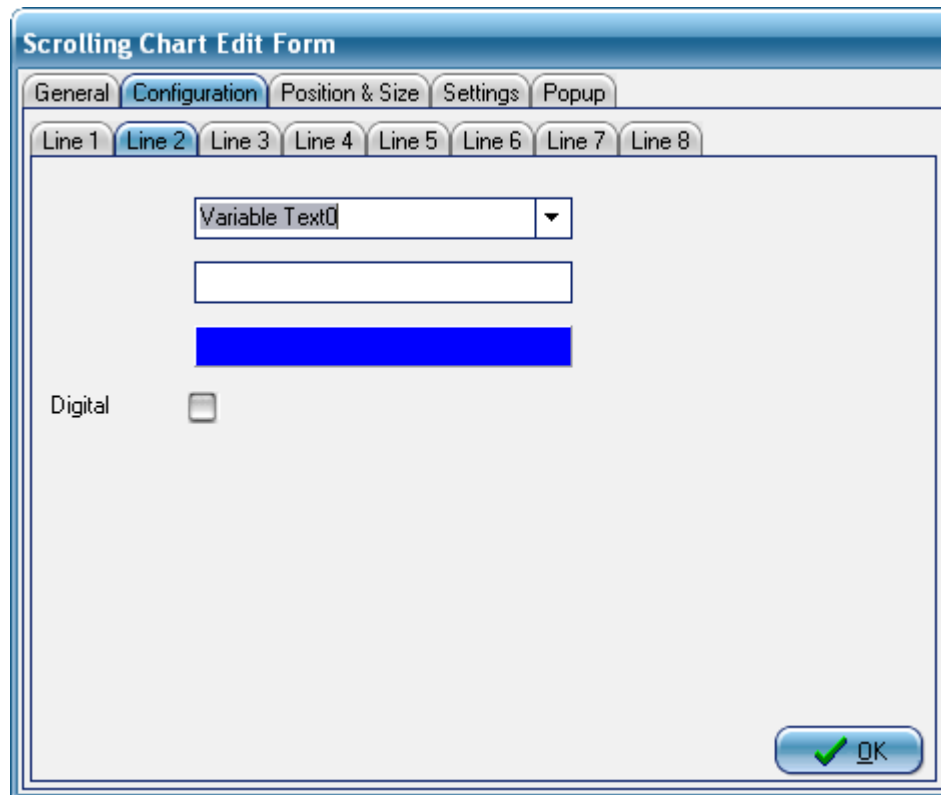 Scrolling Chart Edit Form
General Configuration Position & Size Settings Popup
Line 1 Line 2 Line 3 Line 4 Line 5 Line 6 Line 7 Line 8
Variable Text0
Digital
OK